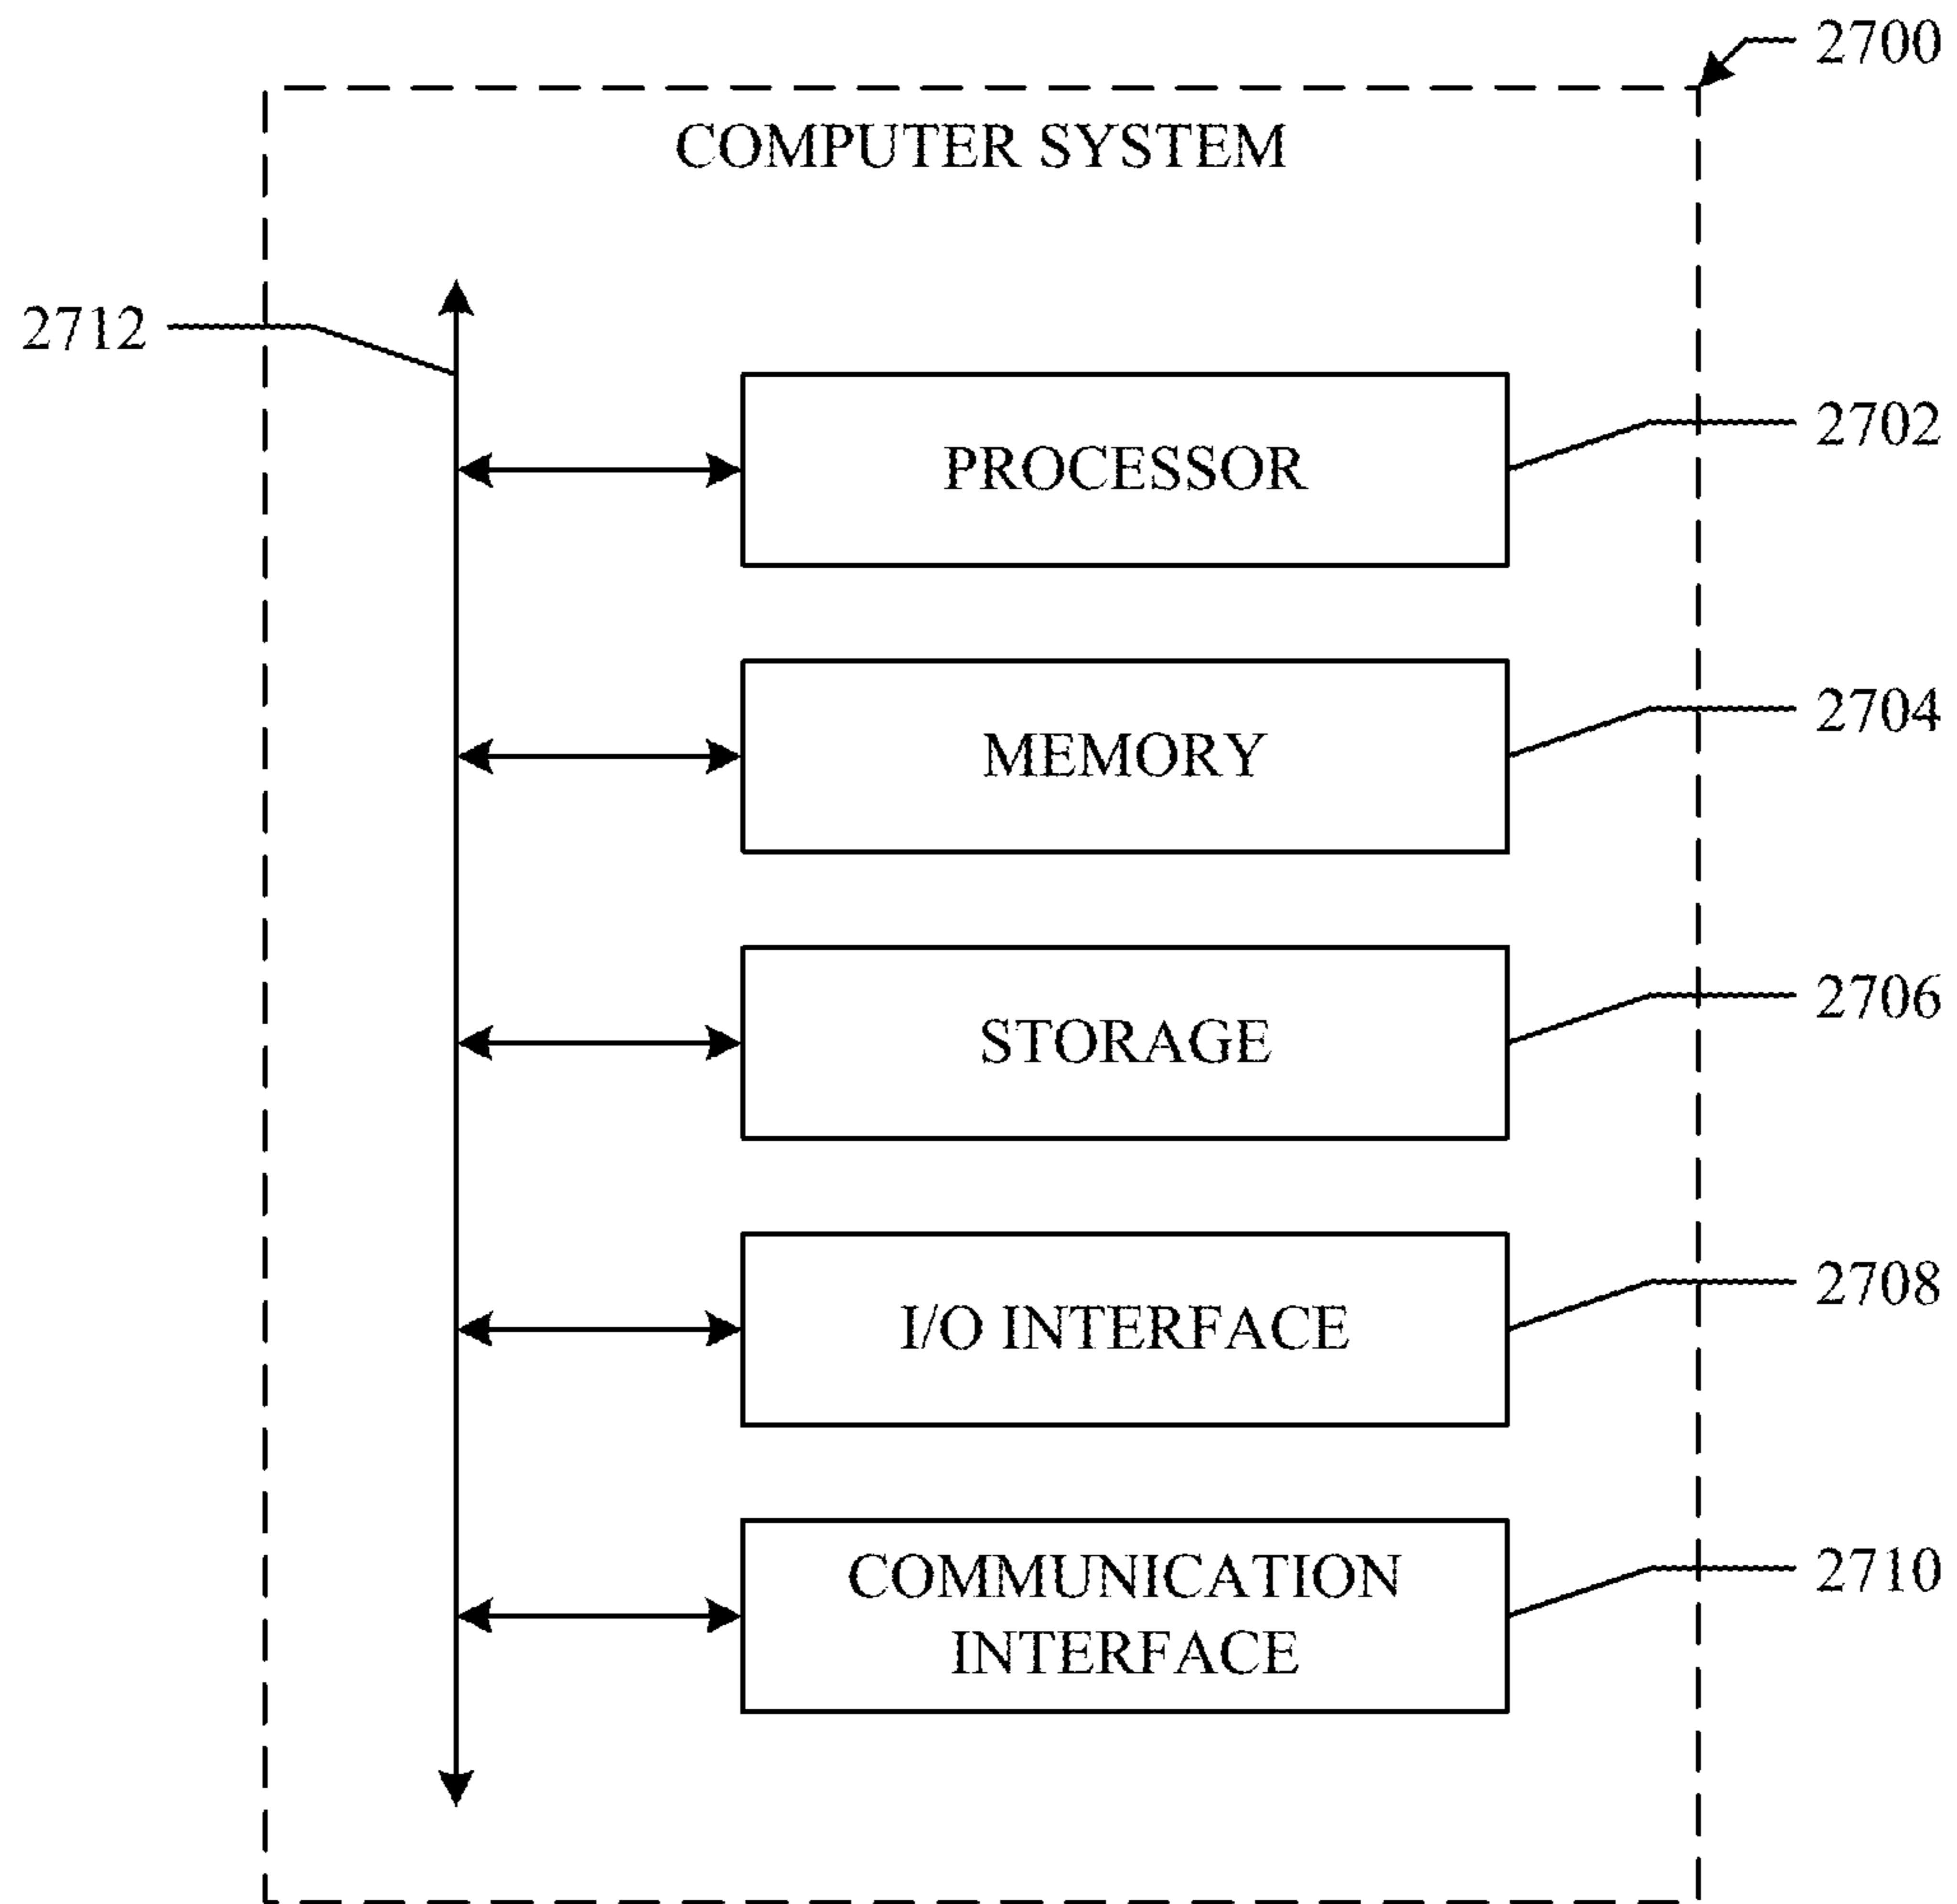 2700
COMPUTER SYSTEM
2712
PROCESSOR
2702
MEMORY
2704
STORAGE
2706
I/O INTERFACE
2708
COMMUNICATION
INTERFACE
2710